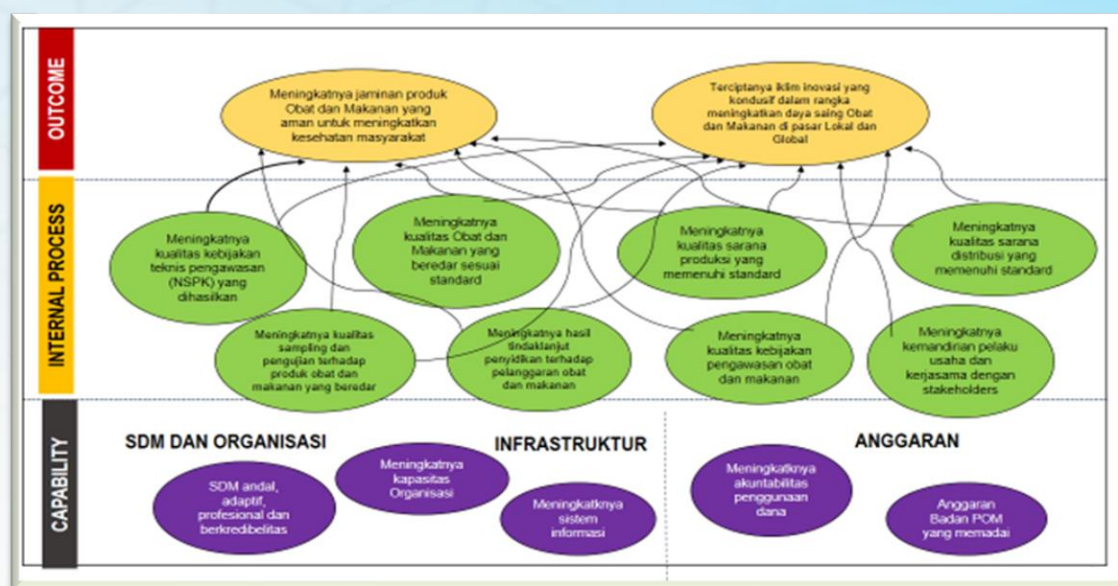 OUTCOME
Meningkatnya jaminan produk
Obat dan Makanan yang
aman untuk meningkatkan
kesehatan masyarakat
Terciptanya iklim inovasi yang
kondusif dalam rangka
meningkatkan daya saing Obat
dan Makanan di pasar Lokal dan
Global
INTERNAL PROCESS
Meningkatnya
kualitas kebijakan
teknis pengawasan
(NSPK) yang
dihasilkan
Meningkatnya
kualitas Obat dan
Makanan yang
beredar sesuai
standard
Meningkatnya
kualitas sarana
produksi yang
memenuhi standard
Meningkatnya
kualitas sarana
distribusi yang
memenuhi standard
Meningkatnya kualitas
sampling dan
pengujian terhadap
produk obat dan
makanan yang beredar
Meningkatnya hasil
tindaklanjut
penyidikan terhadap
pelanggaran obat
dan makanan
Meningkatnya
kualitas kebijakan
pengawasan obat
dan makanan
Meningkatnya
kemandirian pelaku
usaha dan
kerjasama dengan
stakeholders
CAPABILITY
SDM DAN ORGANISASI
INFRASTRUKTUR
ANGGARAN
SDM andal,
adaptif,
profesional dan
berkredibelitas
Meningkatnya
kapasitas
Organisasi
Meningkatknya
sistem
informasi
Meningkatknya
akuntabilitas
penggunaan
dana
Anggaran
Badan POM
yang memadai